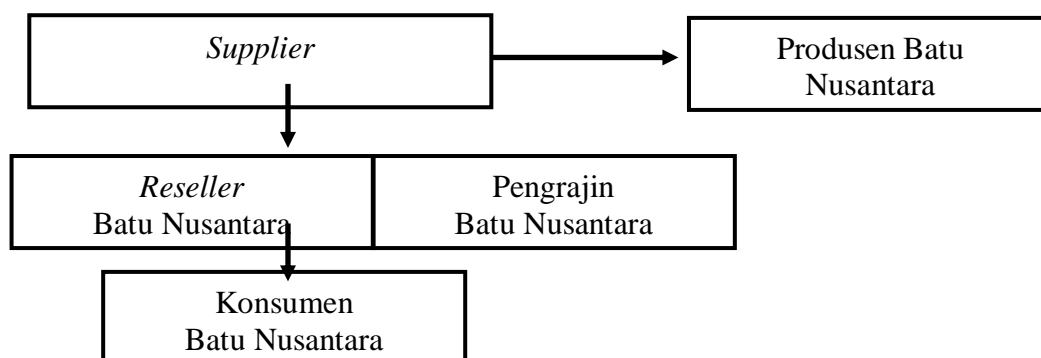 Supplier
Produsen Batu
Nusantara
Reseller
Batu Nusantara
Pengrajin
Batu Nusantara
Konsumen
Batu Nusantara